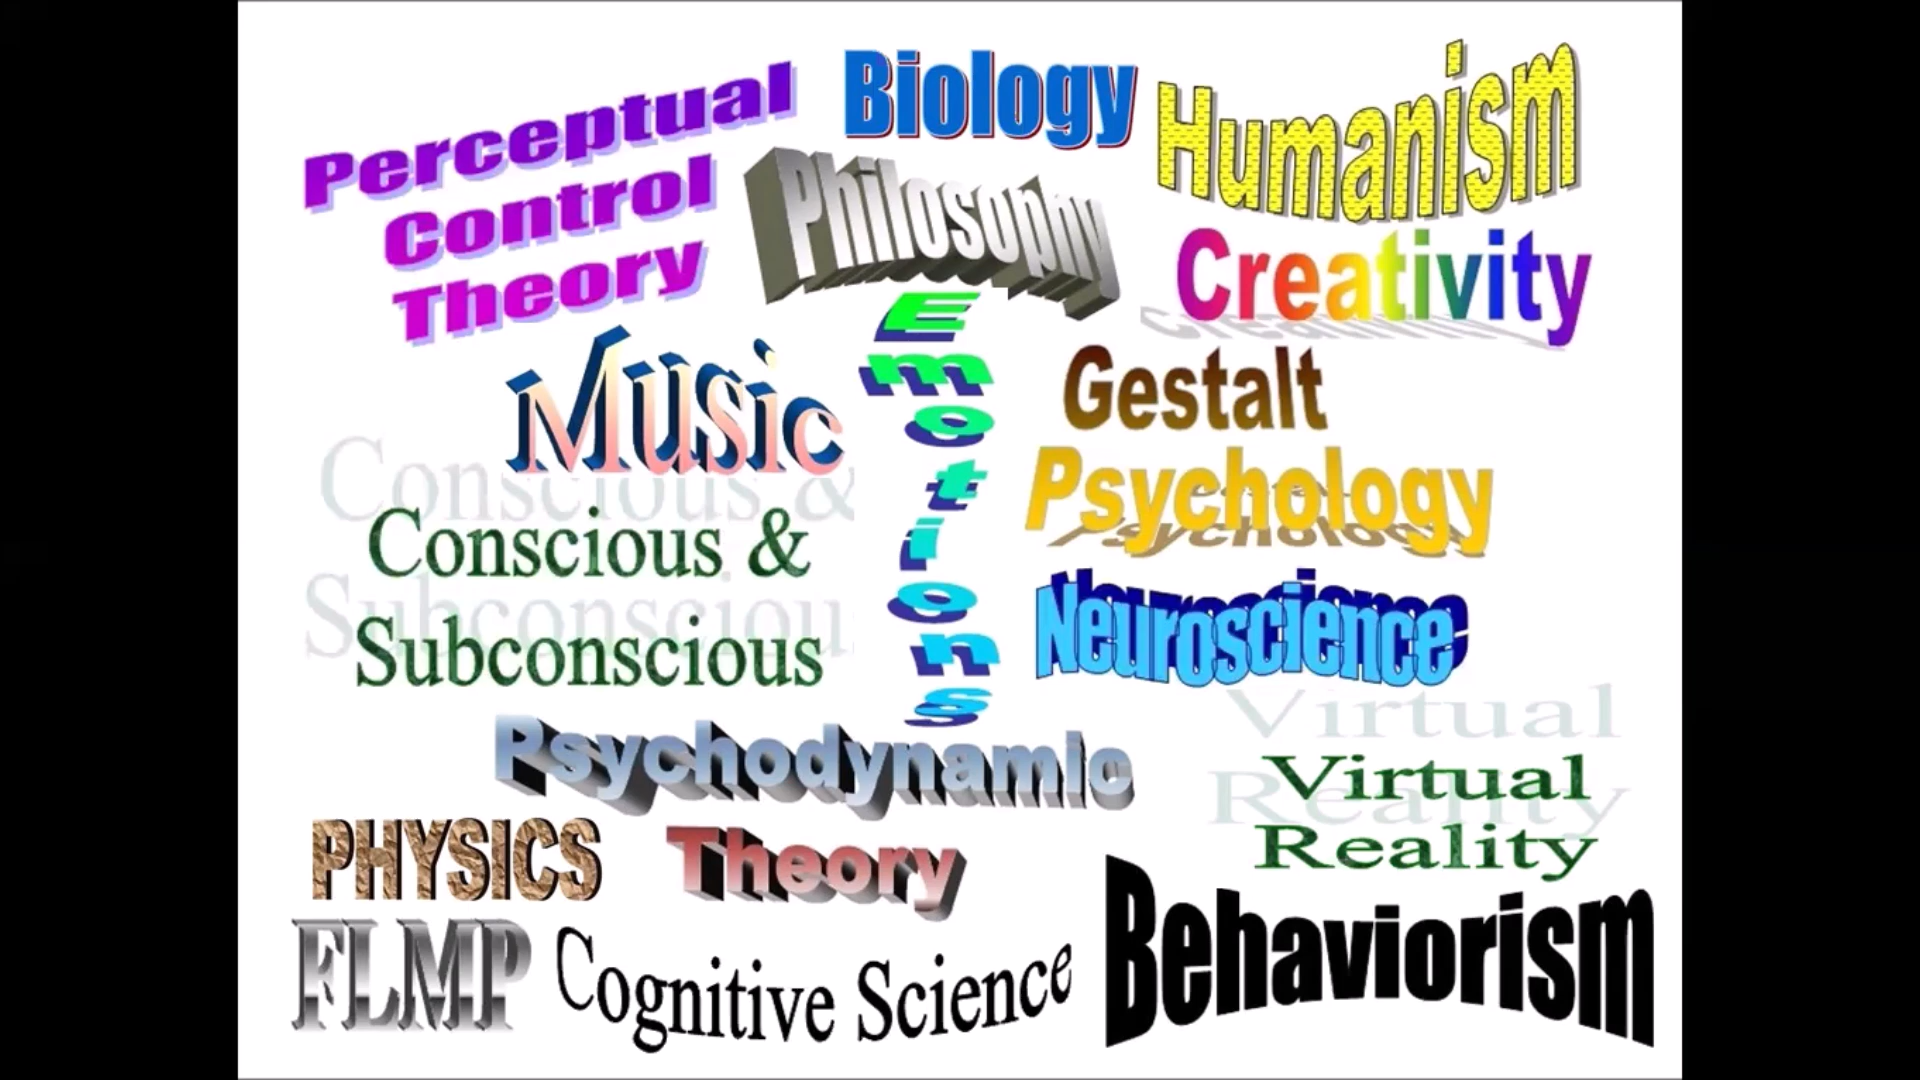 Perceptual
Control
Theory
Biology
Humanism
Philosophy
Creativity
Emotions
Music
Gestalt
Psychology
Conscious &
Subconscious
Neuroscience
Psychodynamic
Theory
Virtual
Reality
PHYSICS
FLMP
Cognitive Science
Behaviorism